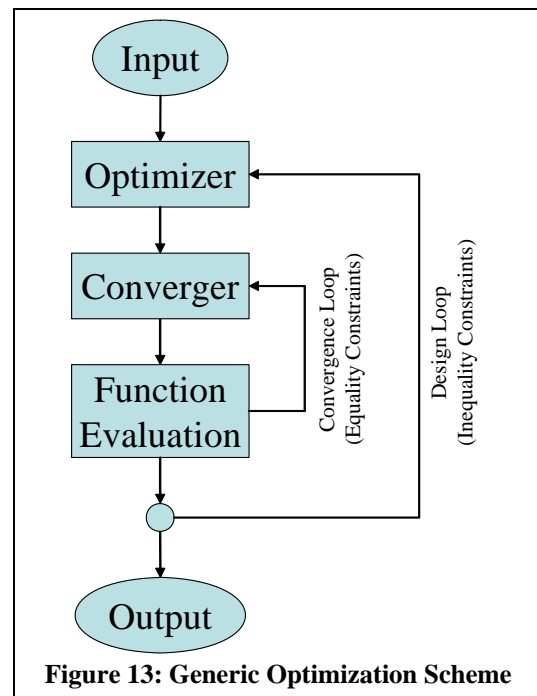 Input
Optimizer
Converger
Function
Evaluation
Convergence Loop
(Equality Constraints)
Design Loop
(Inequality Constraints)
Output
Figure 13: Generic Optimization Scheme